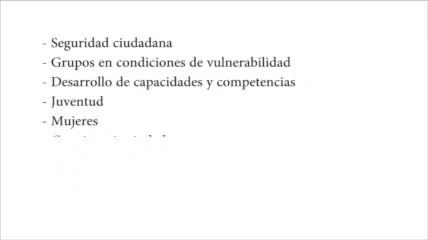 - Seguridad ciudadana
- Grupos en condiciones de vulnerabilidad
- Desarrollo de capacidades y competencias
- Juventud
- Mujeres